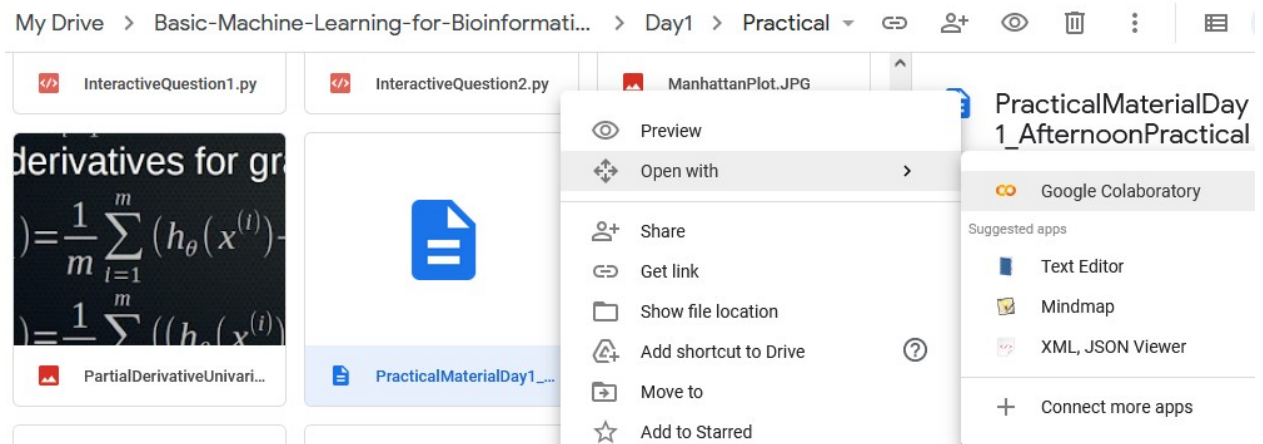 My Drive > Basic-Machine-Learning-for-Bioinformati... > Day1 > Practical
InteractiveQuestion1.py
InteractiveQuestion2.py
ManhattanPlot.JPG
derivatives for gr
)=1/m ∑ i=1 m (h_θ(x^(i))-
)=1/m ∑ m ((h_θ(x^(i))
PartialDerivativeUnivari...
PracticalMaterialDay1_...
Preview
Open with
Share
Get link
Show file location
Add shortcut to Drive
Move to
Add to Starred
PracticalMaterialDay
1_AfternoonPractical
Google Colaboratory
Suggested apps
Text Editor
Mindmap
XML, JSON Viewer
Connect more apps